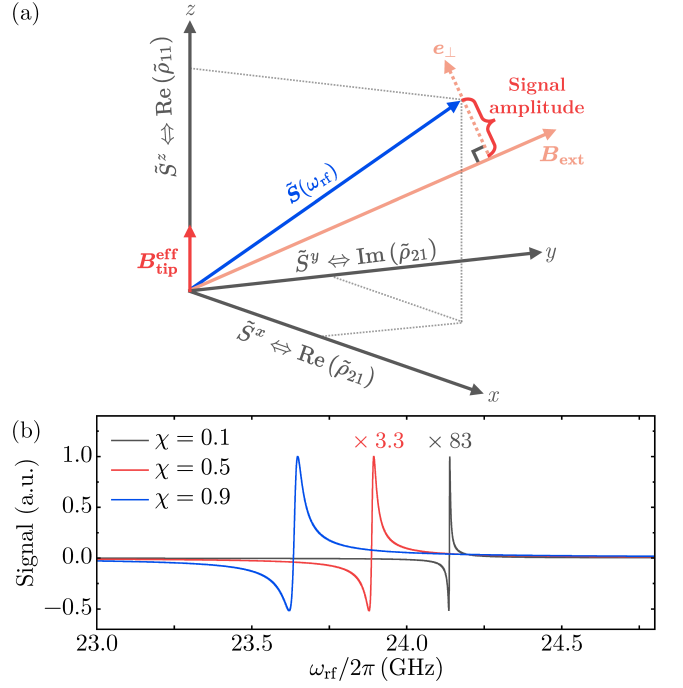 (a)
z
S̃ᶻ ⇔ Re (ρ̃₁₁)
e⊥
Signal
amplitude
B_ext
S̃(ω_rf)
B_tip^eff
S̃ʸ ⇔ Im (ρ̃₂₁)
y
S̃ˣ ⇔ Re (ρ̃₂₁)
x
(b)
χ = 0.1
χ = 0.5
χ = 0.9
× 3.3
× 83
1.0
0.5
0.0
−0.5
Signal (a.u.)
23.0
23.5
24.0
24.5
ω_rf/2π (GHz)